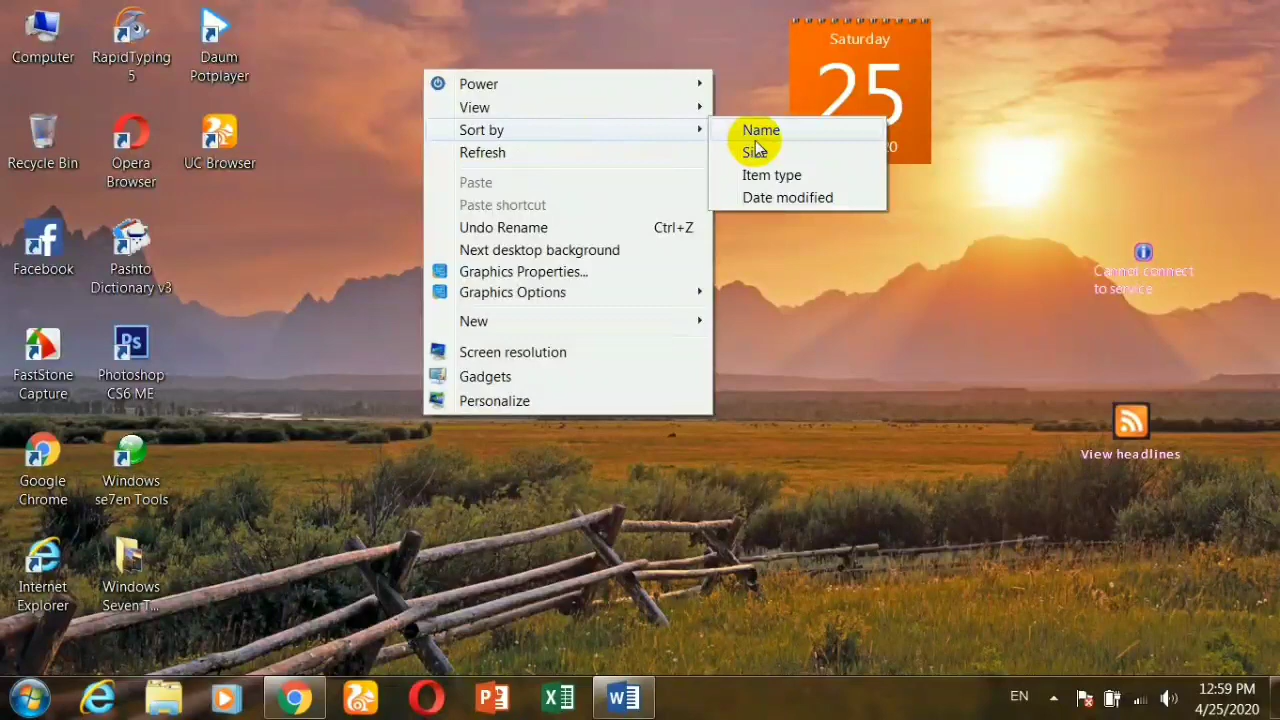 Computer
RapidTyping
5
Daum
Potplayer
Recycle Bin
Opera
Browser
UC Browser
Facebook
Pashto
Dictionary v3
FastStone
Capture
Photoshop
CS6 ME
Google
Chrome
Windows
se7en Tools
Internet
Explorer
Windows
Seven T...
Power
View
Sort by
Refresh
Paste
Paste shortcut
Undo Rename Ctrl+Z
Next desktop background
Graphics Properties...
Graphics Options
New
Screen resolution
Gadgets
Personalize
Name
Size
Item type
Date modified
Saturday
25
20
Cannot connect
to service
View headlines
EN
12:59 PM
4/25/2020